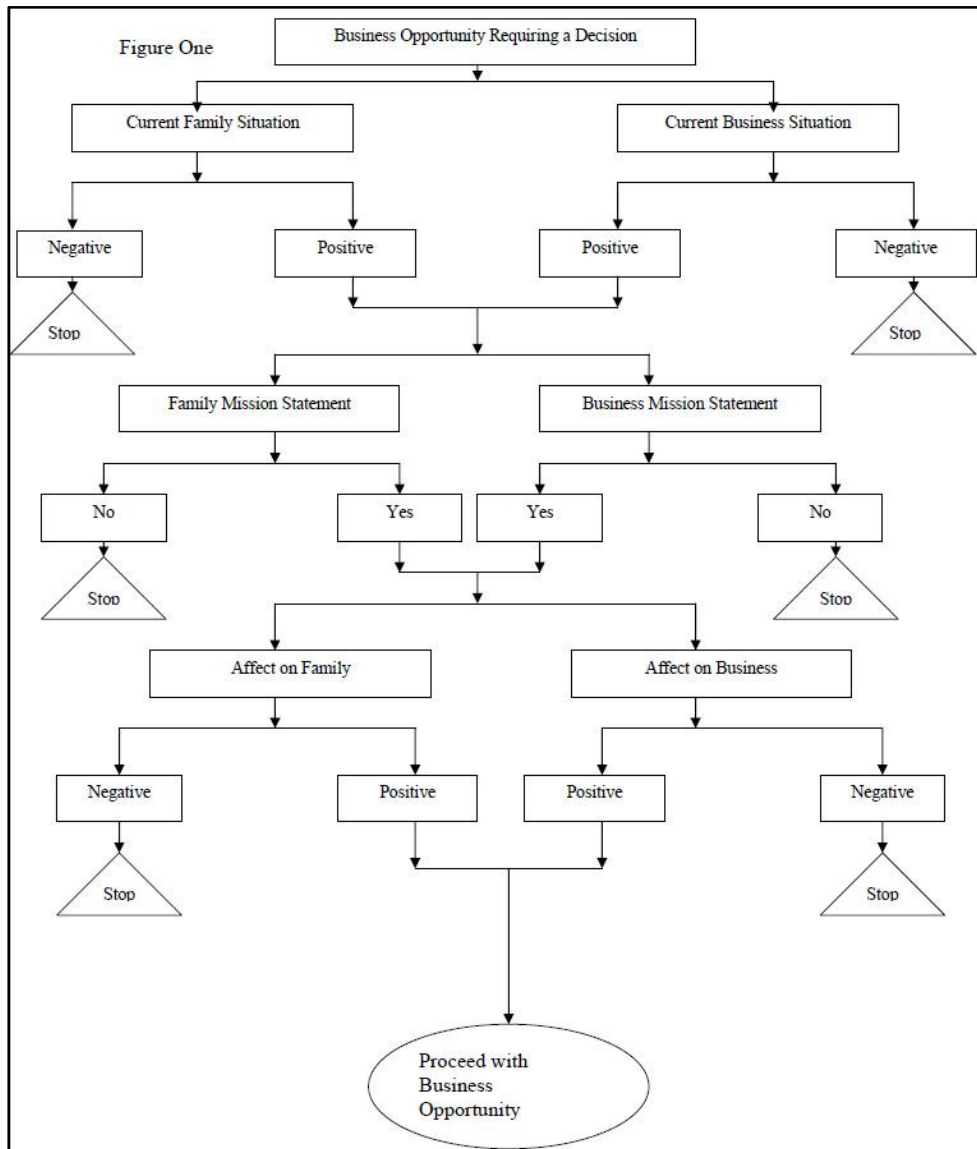 Figure One
Business Opportunity Requiring a Decision
Current Family Situation
Current Business Situation
Negative
Positive
Positive
Negative
Stop
Stop
Family Mission Statement
Business Mission Statement
No
Yes
Yes
No
Stop
Stop
Affect on Family
Affect on Business
Negative
Positive
Positive
Negative
Stop
Stop
Proceed with
Business
Opportunity